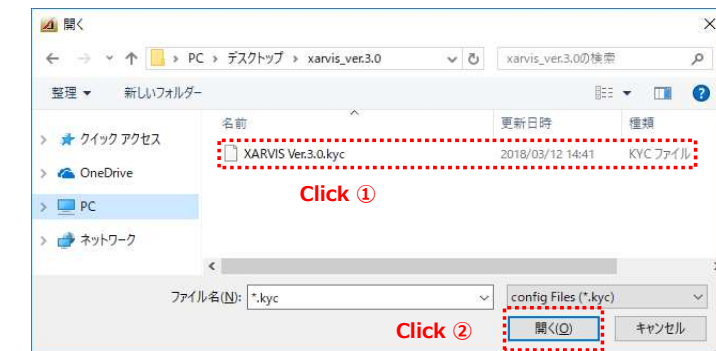 開く
PC › デスクトップ › xarvis_ver.3.0
xarvis_ver.3.0の検索
整理 新しいフォルダー
名前 更新日時 種類
クイック アクセス
XARVIS Ver.3.0.kyc 2018/03/12 14:41 KYC ファイル
OneDrive
Click ①
PC
ネットワーク
ファイル名(N): *.kyc config Files (*.kyc)
Click ② 開く(O) キャンセル